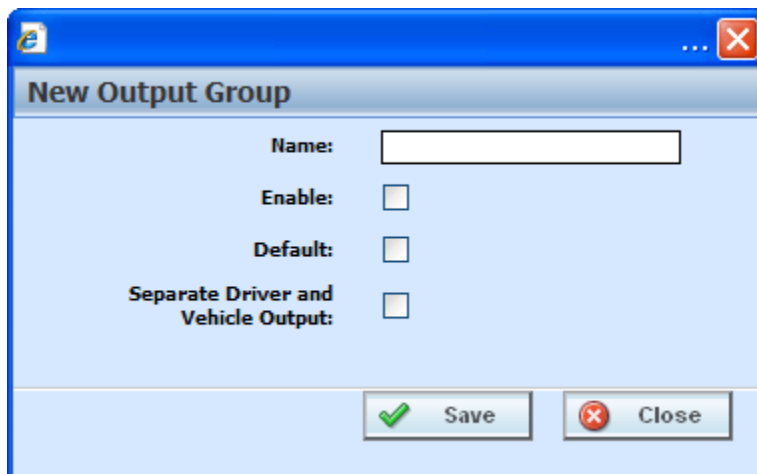 ...
New Output Group
Name:
Enable:
Default:
Separate Driver and
Vehicle Output:
Save
Close